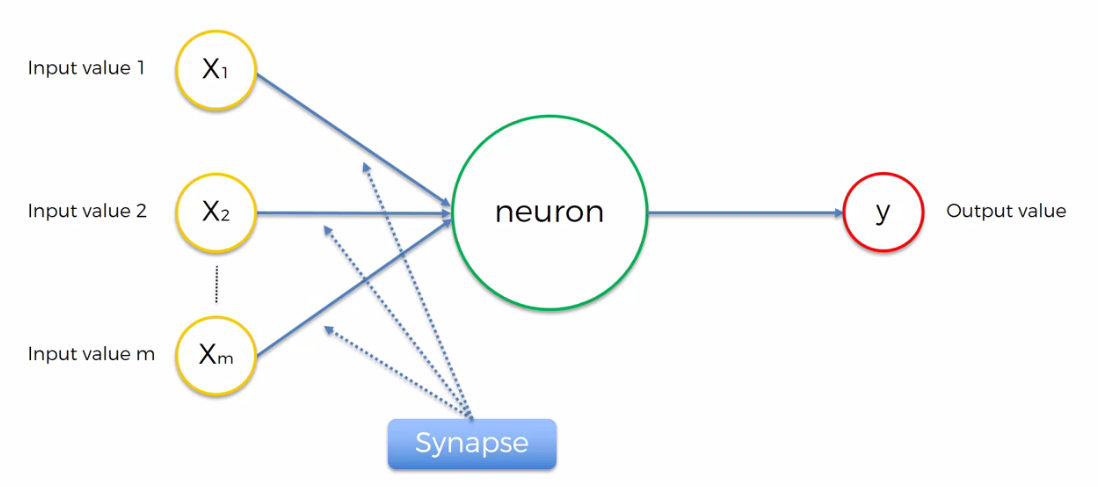 Input value 1
X₁
Input value 2
X₂
neuron
y
Output value
Input value m
Xₘ
Synapse